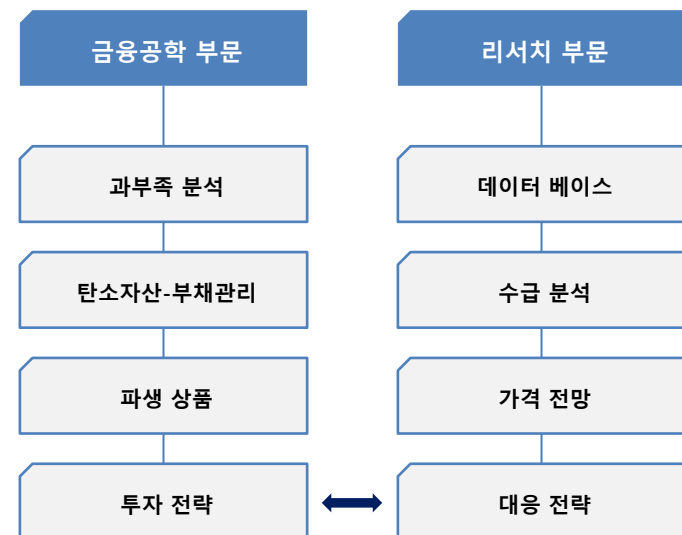 금융공학 부문
과부족 분석
탄소자산-부채관리
파생 상품
투자 전략
리서치 부문
데이터 베이스
수급 분석
가격 전망
대응 전략